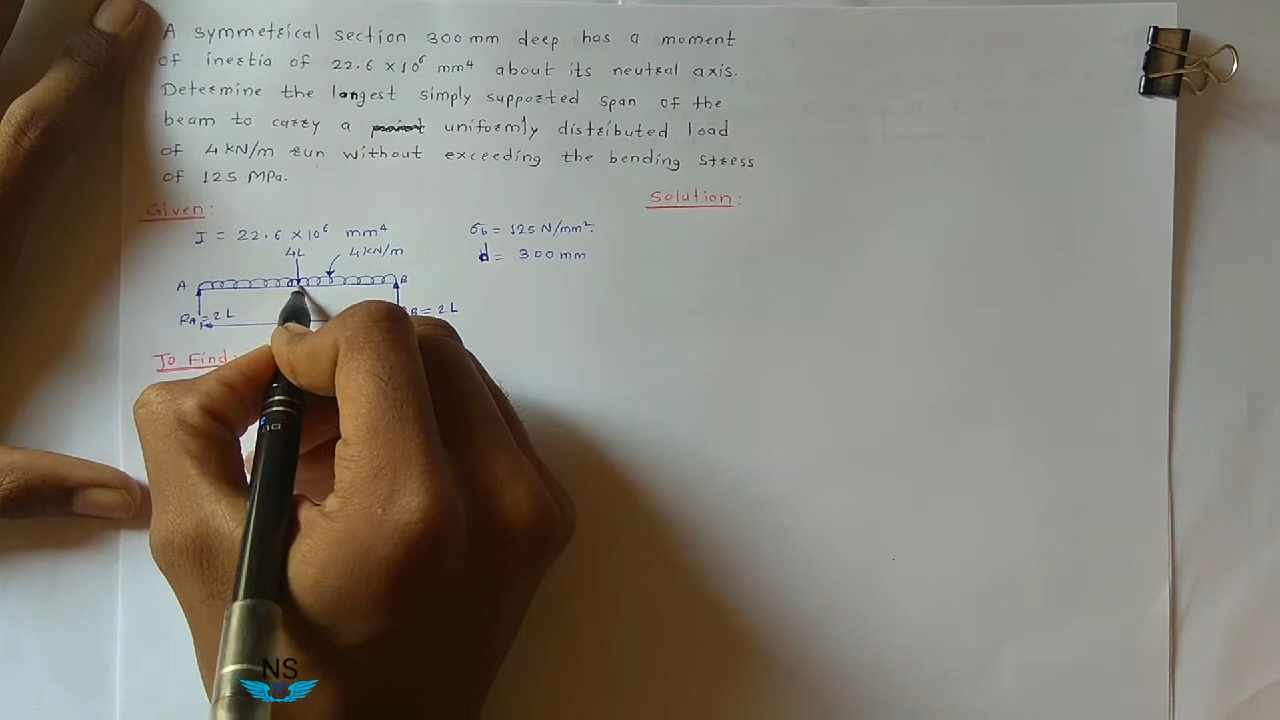 A symmetrical section 300 mm deep has a moment
of inertia of 22.6 × 10⁶ mm⁴ about its neutral axis.
Determine the longest simply supported span of the
beam to carry a uniformly distributed load
of 4 kN/m run without exceeding the bending stress
of 125 MPa.
Given:
Solution:
I = 22.6 × 10⁶ mm⁴
σb = 125 N/mm².
d = 300 mm
4L
4 kN/m
A
B
RA = 2L
B = 2L
To Find:
NS